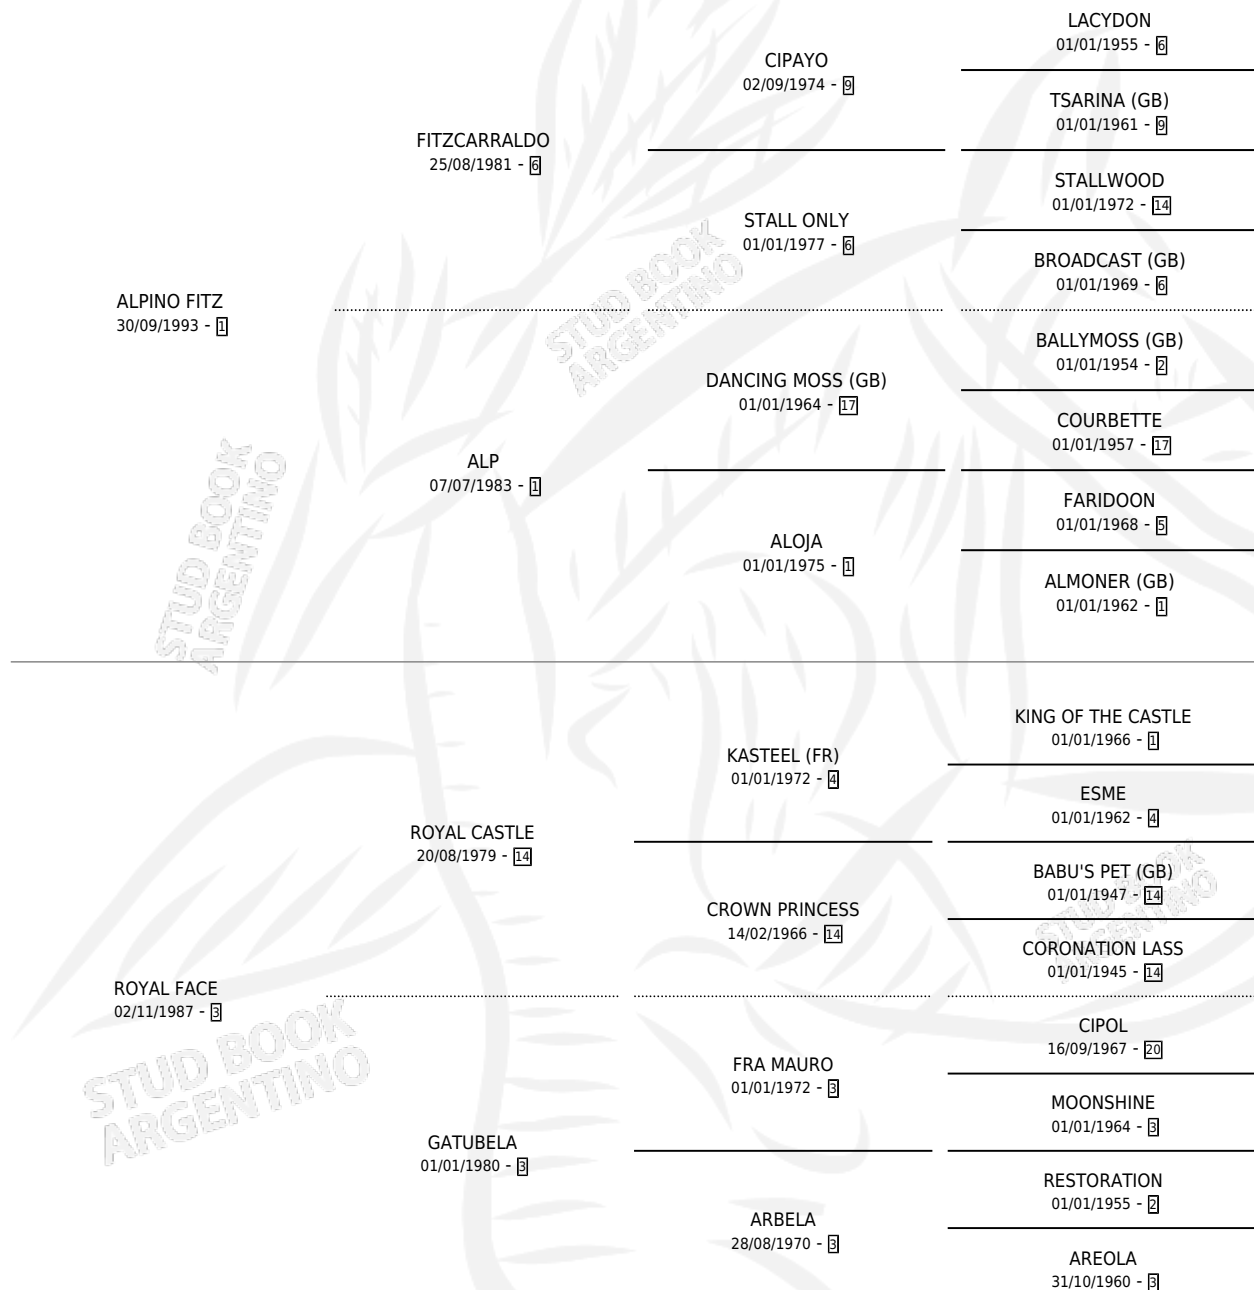 LACYDON
01/01/1955 - 6
CIPAYO
02/09/1974 - 9
TSARINA (GB)
01/01/1961 - 9
FITZCARRALDO
25/08/1981 - 6
STALLWOOD
01/01/1972 - 14
STALL ONLY
01/01/1977 - 6
BROADCAST (GB)
01/01/1969 - 6
ALPINO FITZ
30/09/1993 - 1
STUD BOOK
ARGENTINO
BALLYMOSS (GB)
01/01/1954 - 2
DANCING MOSS (GB)
01/01/1964 - 17
COURBETTE
01/01/1957 - 17
ALP
07/07/1983 - 1
FARIDOON
01/01/1968 - 5
ALOJA
01/01/1975 - 1
ALMONER (GB)
01/01/1962 - 1
STUD BOOK
ARGENTINO
KING OF THE CASTLE
01/01/1966 - 1
KASTEEL (FR)
01/01/1972 - 4
ESME
01/01/1962 - 4
ROYAL CASTLE
20/08/1979 - 14
BABU'S PET (GB)
01/01/1947 - 14
CROWN PRINCESS
14/02/1966 - 14
STUD BOOK
ARGENTINO
CORONATION LASS
01/01/1945 - 14
ROYAL FACE
02/11/1987 - 3
STUD BOOK
ARGENTINO
CIPOL
16/09/1967 - 20
FRA MAURO
01/01/1972 - 3
MOONSHINE
01/01/1964 - 3
GATUBELA
01/01/1980 - 3
RESTORATION
01/01/1955 - 2
ARBELA
28/08/1970 - 3
AREOLA
31/10/1960 - 3